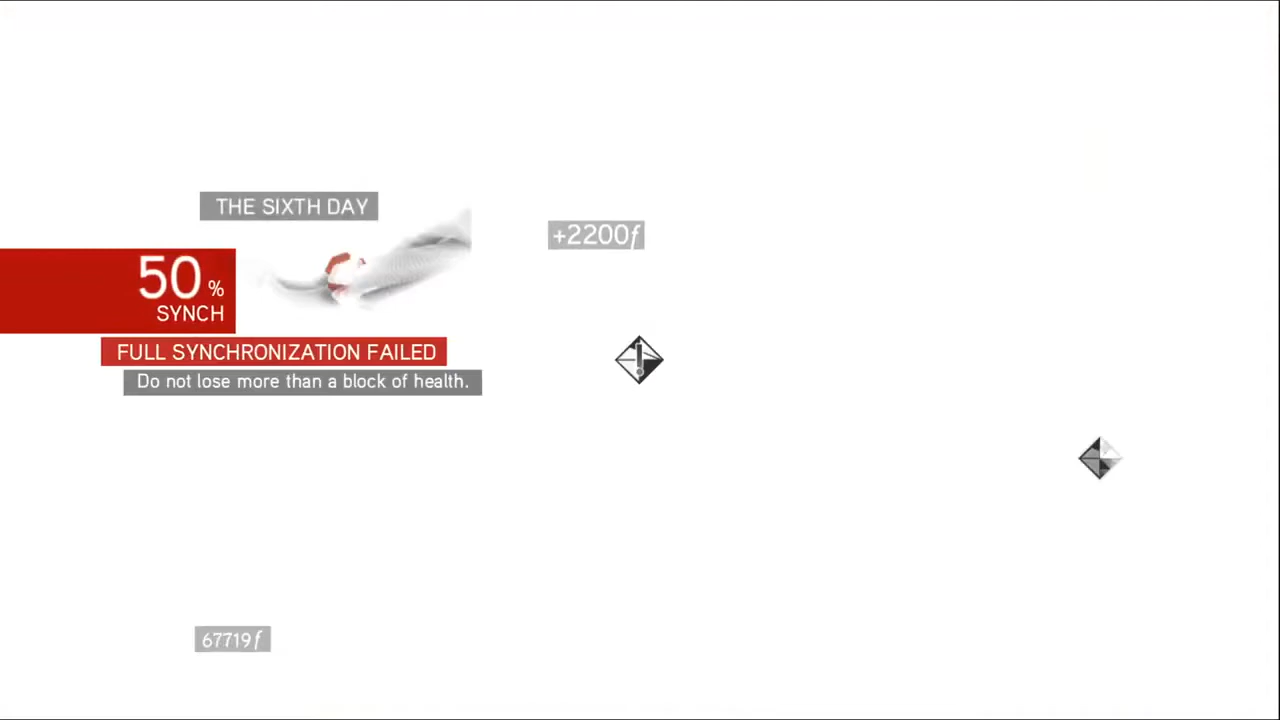 THE SIXTH DAY
+2200ƒ
50 %
SYNCH
FULL SYNCHRONIZATION FAILED
Do not lose more than a block of health.
67719ƒ